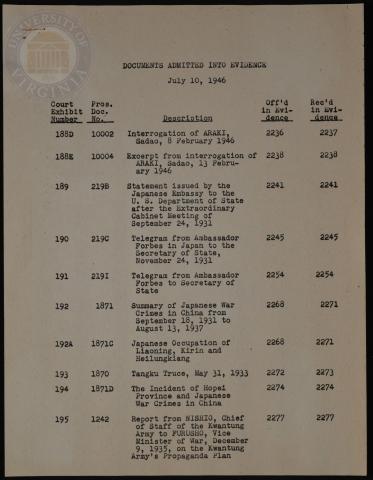 UNIVERSITY OF VIRGINIA
DOCUMENTS ADMITTED INTO EVIDENCE
July 10, 1946
Court Exhibit Number Pros. Doc. No. Description Off'd in Evidence Rec'd in Evidence
188D 10002 Interrogation of ARAKI, 2236 2237
Sadao, 8 February 1946
188E 10004 Excerpt from interrogation of 2238 2238
ARAKI, Sadao, 13 Febru-
ary 1946
189 219B Statement issued by the 2241 2241
Japanese Embassy to the
U. S. Department of State
after the Extraordinary
Cabinet Meeting of
September 24, 1931
190 219C Telegram from Ambassador 2245 2245
Forbes in Japan to the
Secretary of State,
November 24, 1931
191 219I Telegram from Ambassador 2254 2254
Forbes to Secretary of
State
192 1871 Summary of Japanese War 2268 2271
Crimes in China from
September 18, 1931 to
August 13, 1937
192A 1871C Japanese Occupation of 2268 2271
Liaoning, Kirin and
Heilungkiang
193 1870 Tangku Truce, May 31, 1933 2272 2273
194 1871D The Incident of Hopei 2274 2274
Province and Japanese
War Crimes in China
195 1242 Report from NISHIO, Chief 2277 2277
of Staff of the Kwantung
Army to FURUSHO, Vice
Minister of War, December
9, 1935, on the Kwantung
Army's Propaganda Plan